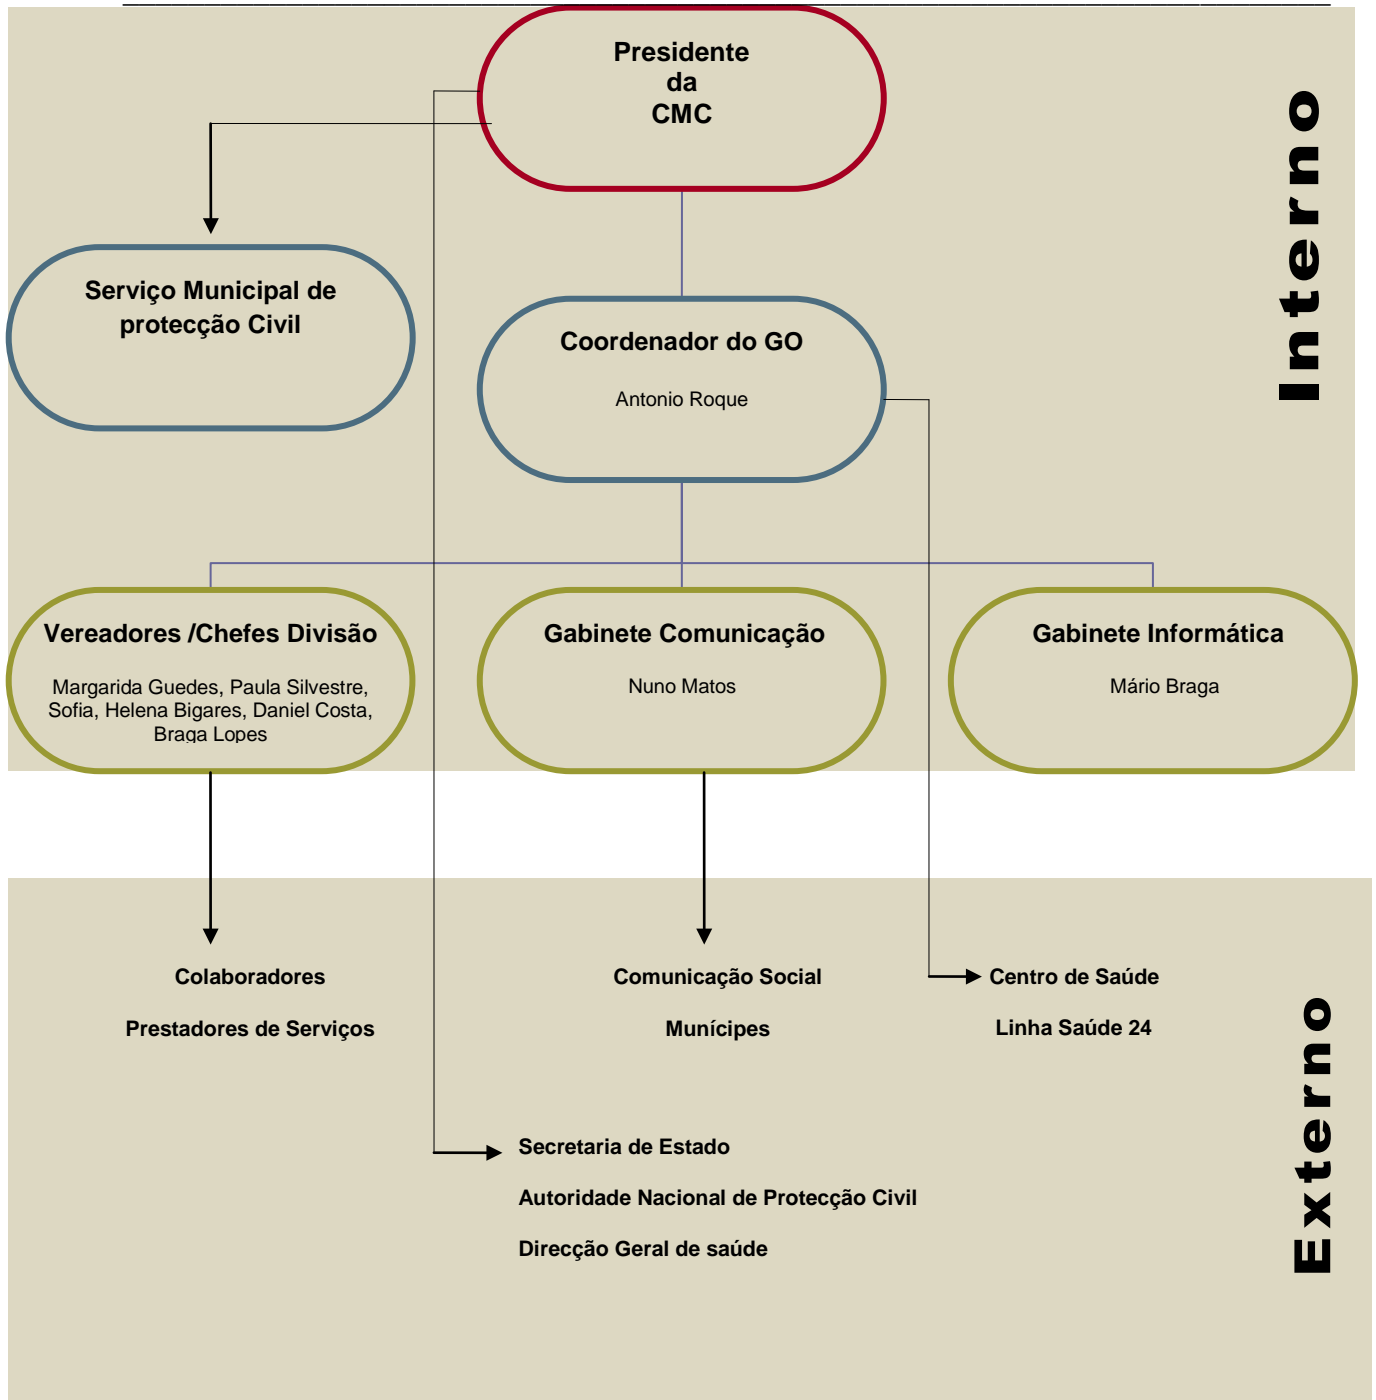 Presidente
da
CMC
Interno
Serviço Municipal de
protecção Civil
Coordenador do GO
Antonio Roque
Vereadores /Chefes Divisão
Margarida Guedes, Paula Silvestre,
Sofia, Helena Bigares, Daniel Costa,
Braga Lopes
Gabinete Comunicação
Nuno Matos
Gabinete Informática
Mário Braga
Colaboradores
Prestadores de Serviços
Comunicação Social
Munícipes
Centro de Saúde
Linha Saúde 24
Externo
Secretaria de Estado
Autoridade Nacional de Protecção Civil
Direcção Geral de saúde